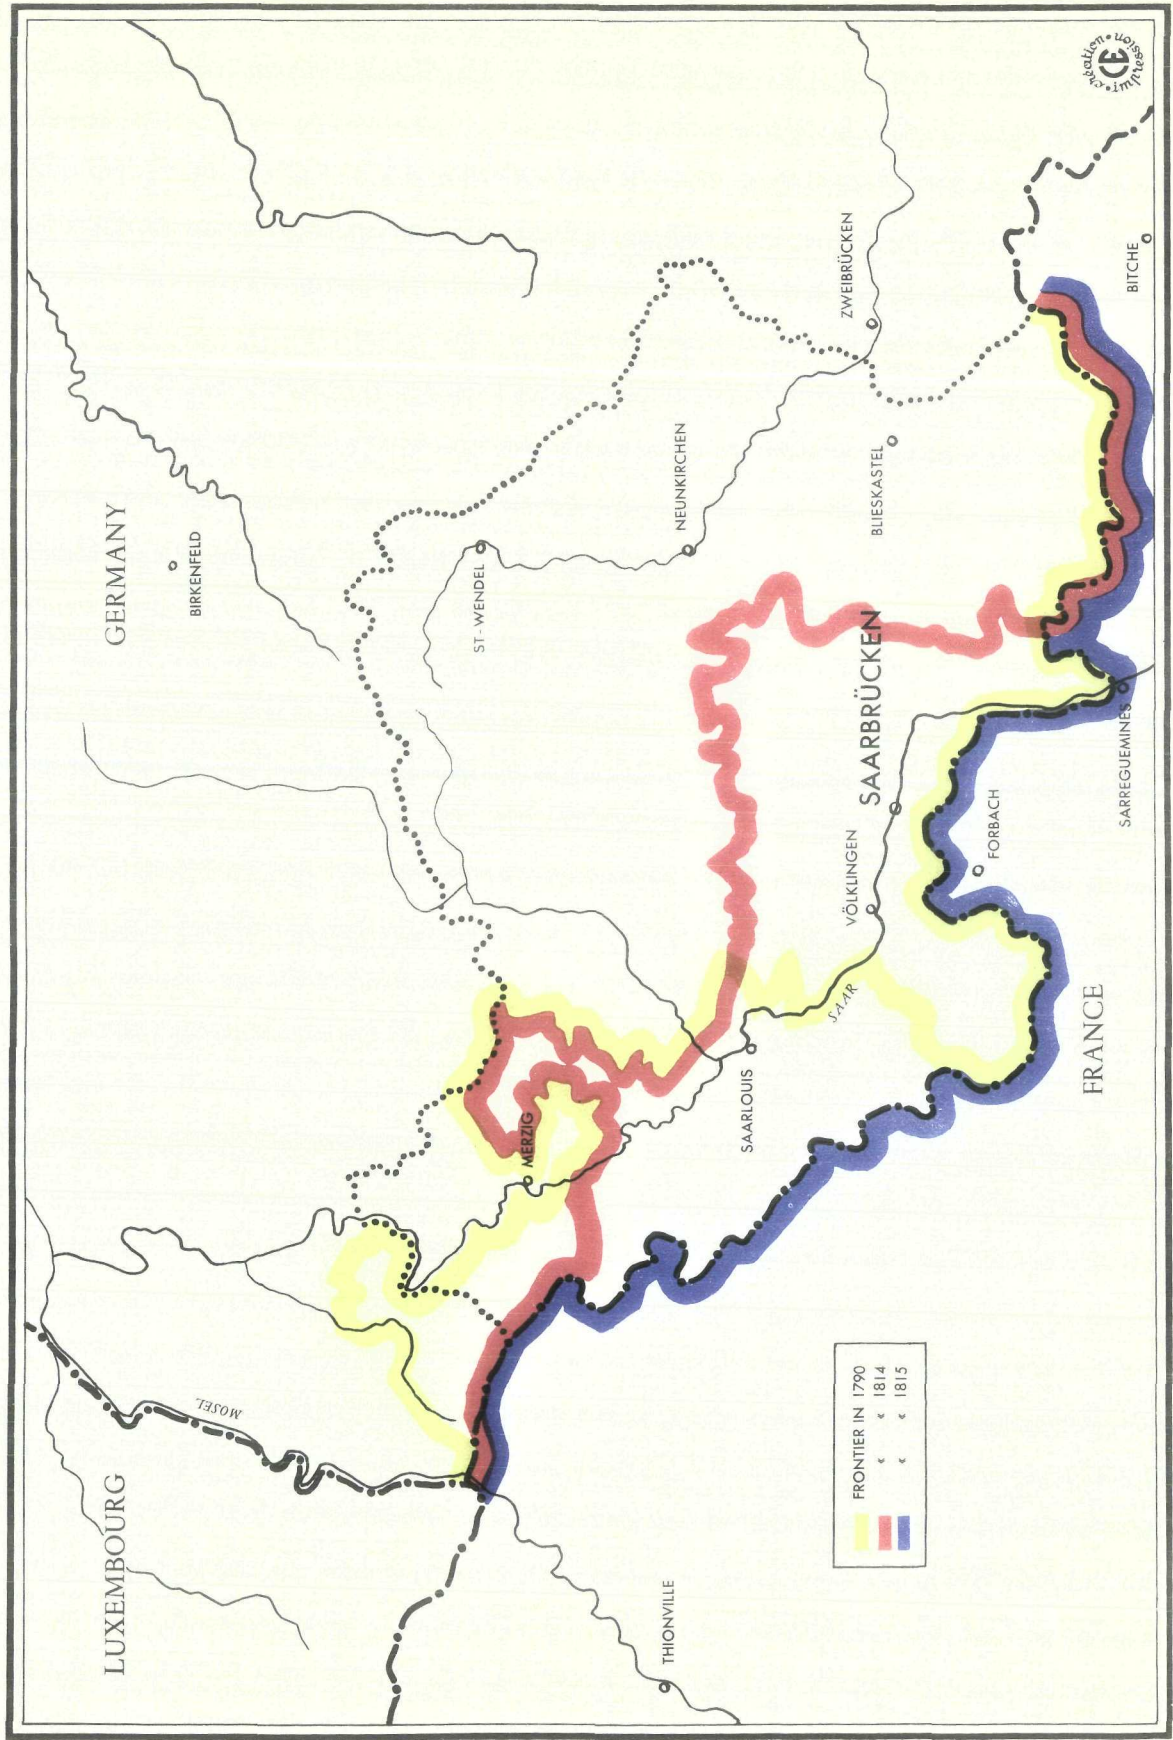 LUXEMBOURG
GERMANY
BIRKENFELD
MOSEL
ST-WENDEL
MERZIG
NEUNKIRCHEN
THIONVILLE
SAARLOUIS
SAAR
VÖLKLINGEN
SAARBRÜCKEN
BLIESKASTEL
ZWEIBRÜCKEN
FORBACH
FRANCE
SARREGUEMINES
BITCHE
FRONTIER IN 1790
« « 1814
« « 1815
création • impression •
CE